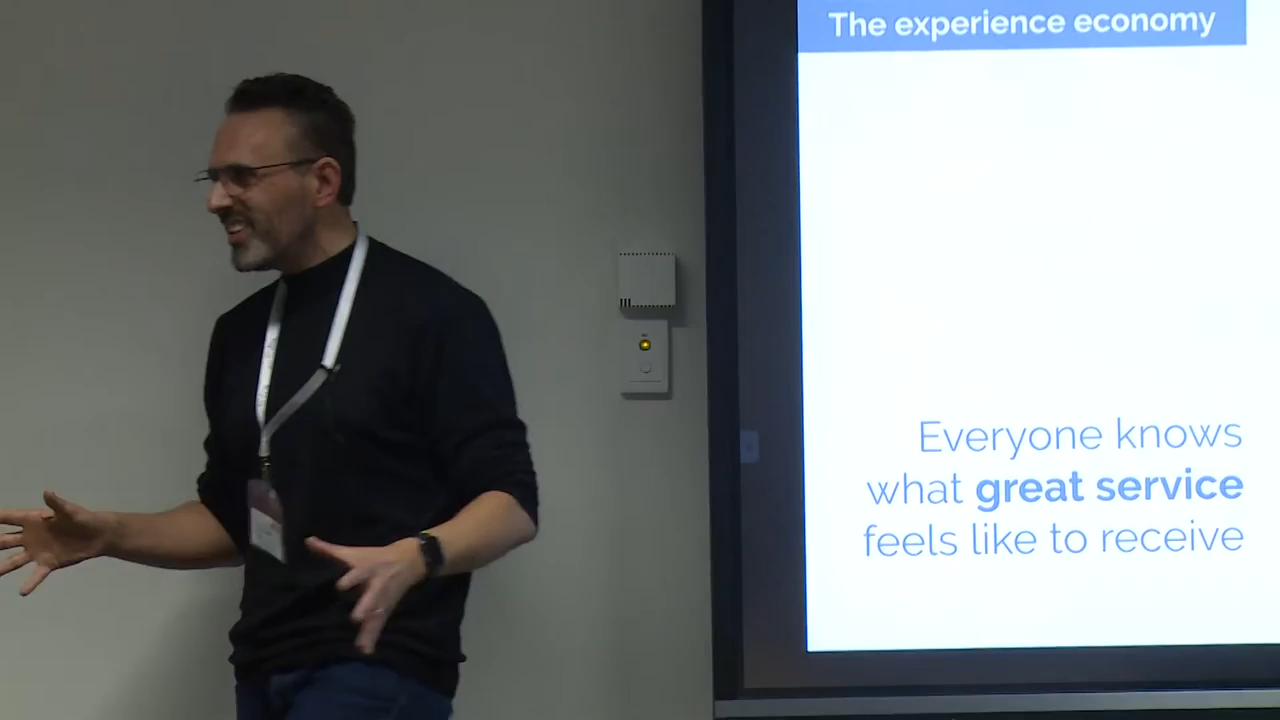 The experience economy
Everyone knows
what great service
feels like to receive